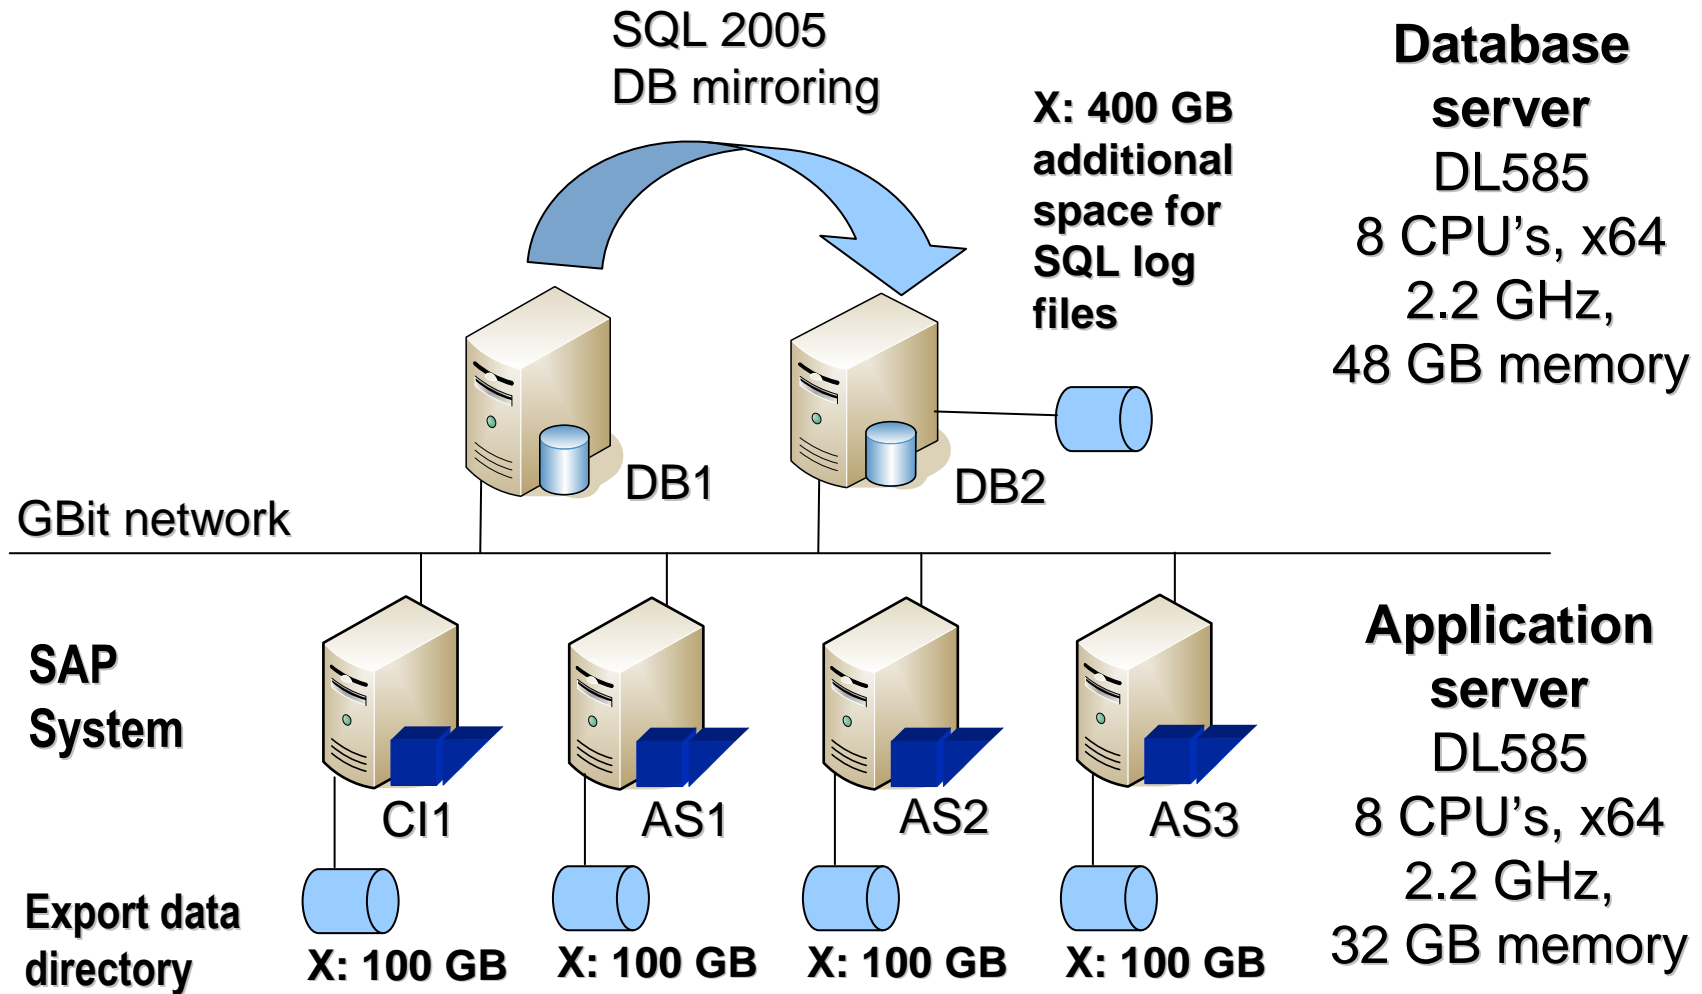 SQL 2005
DB mirroring
X: 400 GB
additional
space for
SQL log
files
Database
server
DL585
8 CPU's, x64
2.2 GHz,
48 GB memory
DB1
DB2
GBit network
SAP
System
CI1
AS1
AS2
AS3
Application
server
DL585
8 CPU's, x64
2.2 GHz,
32 GB memory
Export data
directory
X: 100 GB
X: 100 GB
X: 100 GB
X: 100 GB